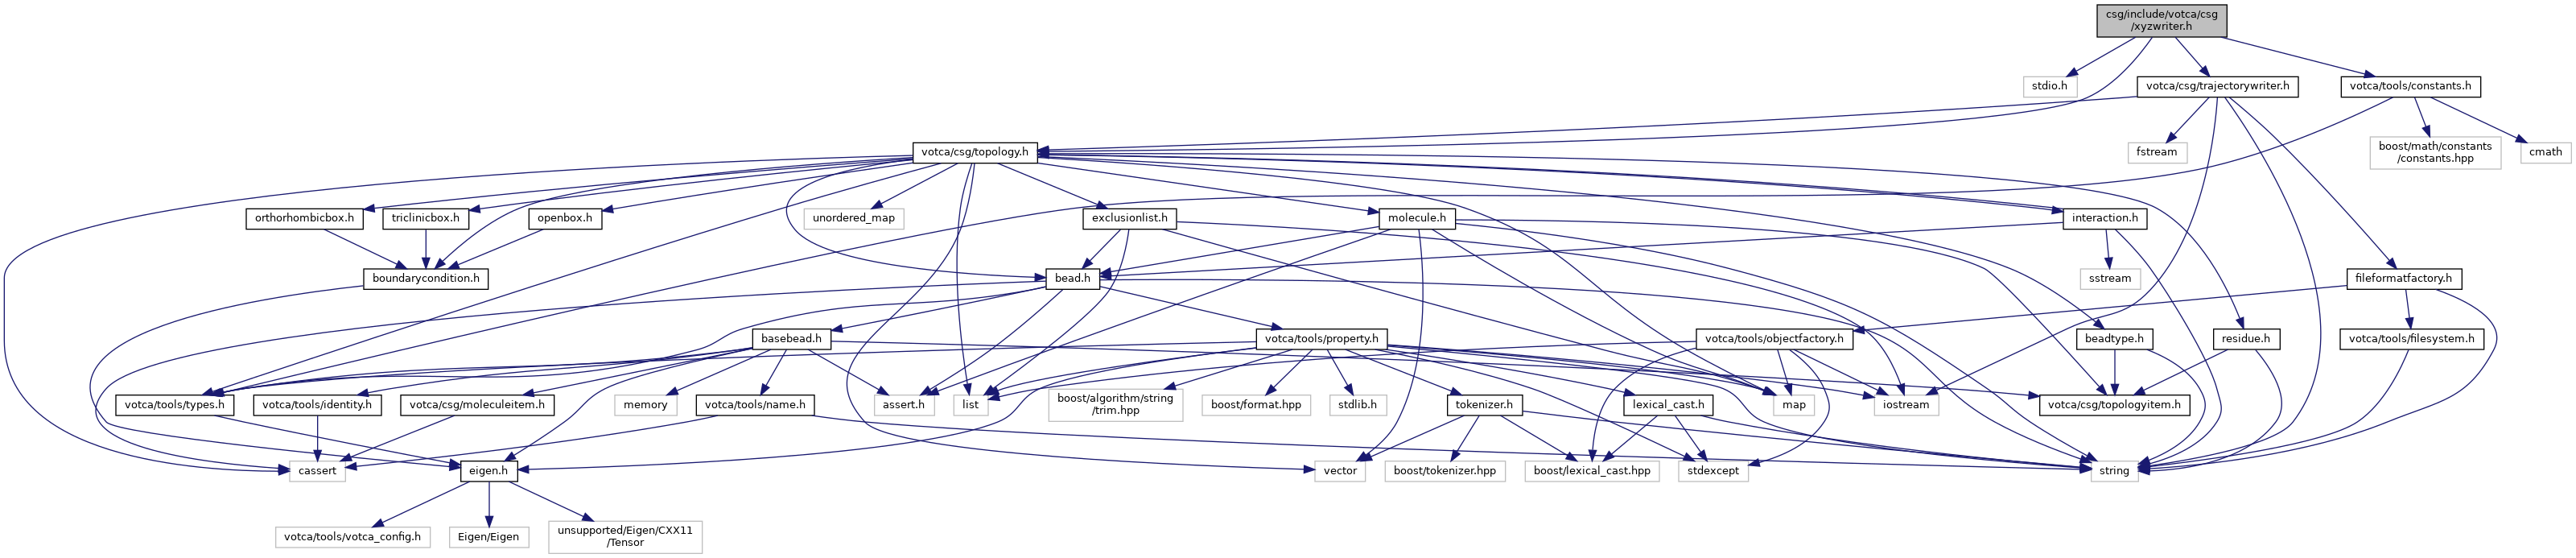 csg/include/votca/csg
/xyzwriter.h
stdio.h
votca/csg/trajectorywriter.h
votca/tools/constants.h
votca/csg/topology.h
fstream
boost/math/constants
/constants.hpp
cmath
orthorhombicbox.h
triclinicbox.h
openbox.h
unordered_map
exclusionlist.h
molecule.h
interaction.h
boundarycondition.h
bead.h
sstream
fileformatfactory.h
basebead.h
votca/tools/property.h
votca/tools/objectfactory.h
beadtype.h
residue.h
votca/tools/filesystem.h
votca/tools/types.h
votca/tools/identity.h
votca/csg/moleculeitem.h
memory
votca/tools/name.h
assert.h
list
boost/algorithm/string
/trim.hpp
boost/format.hpp
stdlib.h
tokenizer.h
lexical_cast.h
map
iostream
votca/csg/topologyitem.h
cassert
eigen.h
vector
boost/tokenizer.hpp
boost/lexical_cast.hpp
stdexcept
string
votca/tools/votca_config.h
Eigen/Eigen
unsupported/Eigen/CXX11
/Tensor